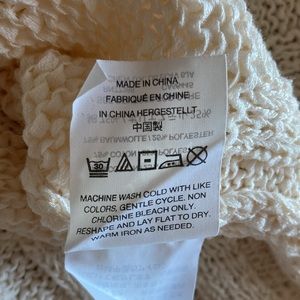 MADE IN CHINA
FABRIQUÉ EN CHINE
IN CHINA HERGESTELLT
中国製
30
MACHINE WASH COLD WITH LIKE
COLORS, GENTLE CYCLE. NON
CHLORINE BLEACH ONLY.
RESHAPE AND LAY FLAT TO DRY.
WARM IRON AS NEEDED.